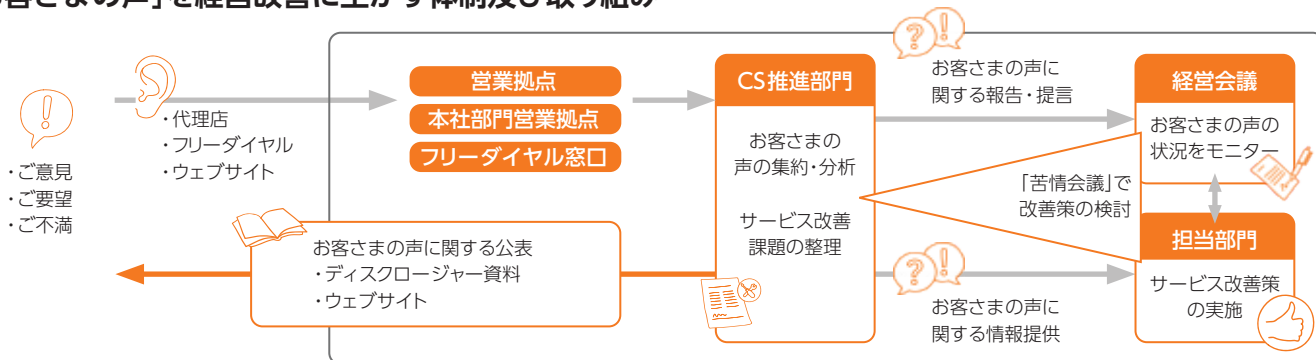 お客さまの声」を経営改善に生かす体制及び取り組み
・ご意見
・ご要望
・ご不満
・代理店
・フリーダイヤル
・ウェブサイト
営業拠点
本社部門営業拠点
フリーダイヤル窓口
CS推進部門
お客さまの
声の集約・分析
サービス改善
課題の整理
お客さまの声に
関する報告・提言
経営会議
お客さまの声の
状況をモニター
「苦情会議」で
改善策の検討
担当部門
サービス改善策
の実施
お客さまの声に
関する情報提供
お客さまの声に関する公表
・ディスクロージャー資料
・ウェブサイト